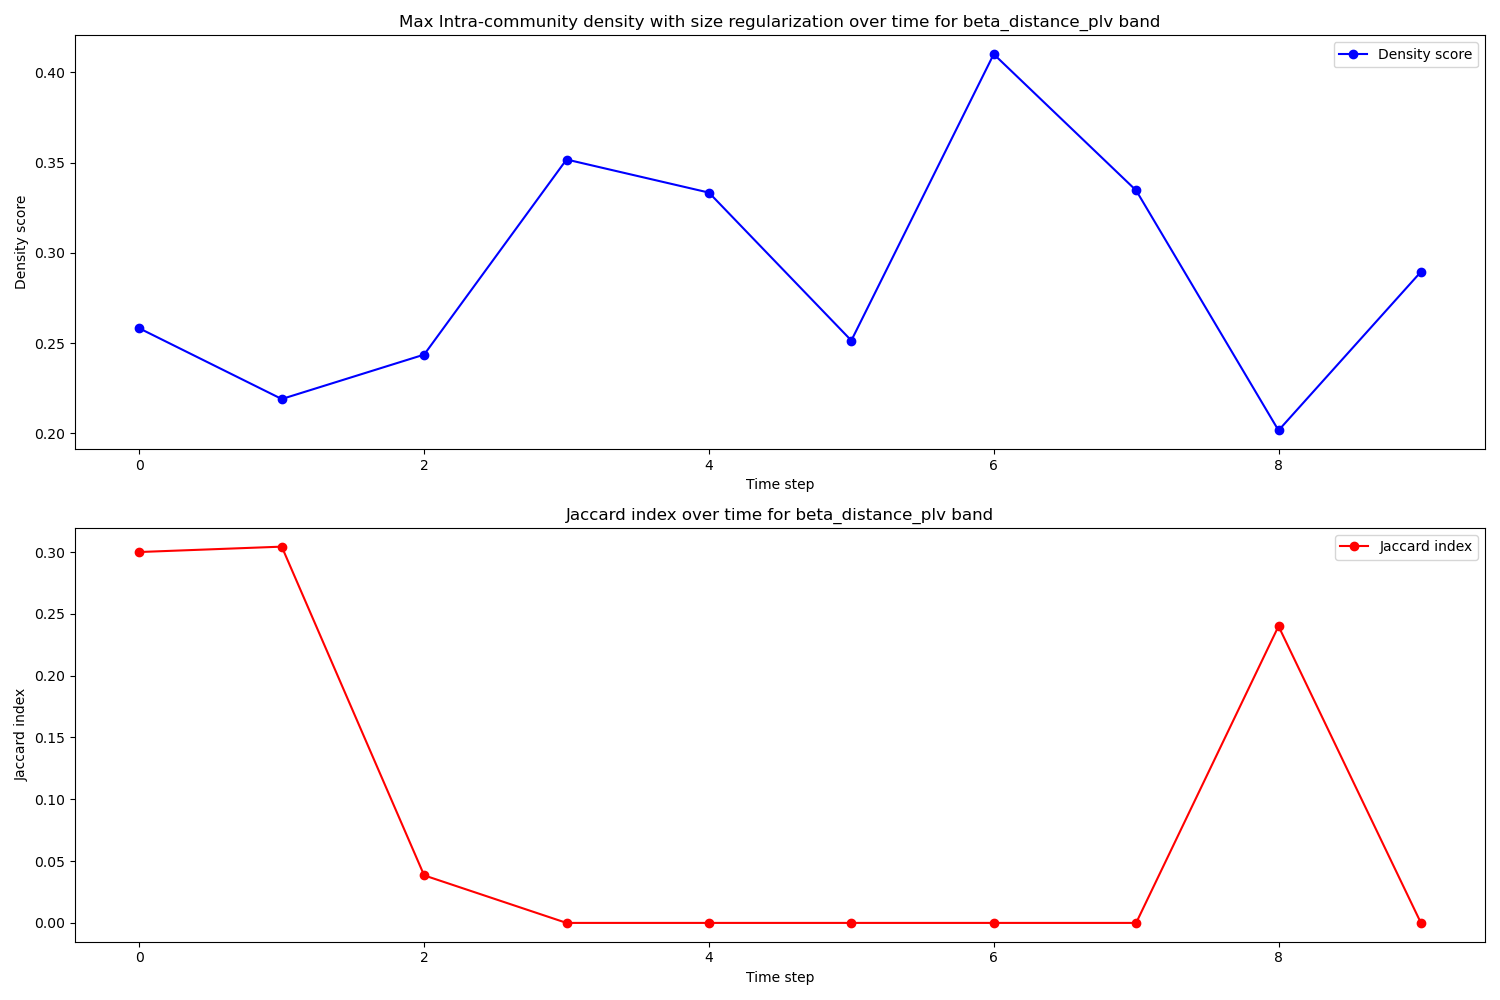 Max Intra-community density with size regularization over time for beta_distance_plv band
Density score
0.40
0.35
0.30
0.25
0.20
Density score
0 2 4 6 8
Time step
Jaccard index over time for beta_distance_plv band
Jaccard index
0.30
0.25
0.20
0.15
0.10
0.05
0.00
Jaccard index
0 2 4 6 8
Time step